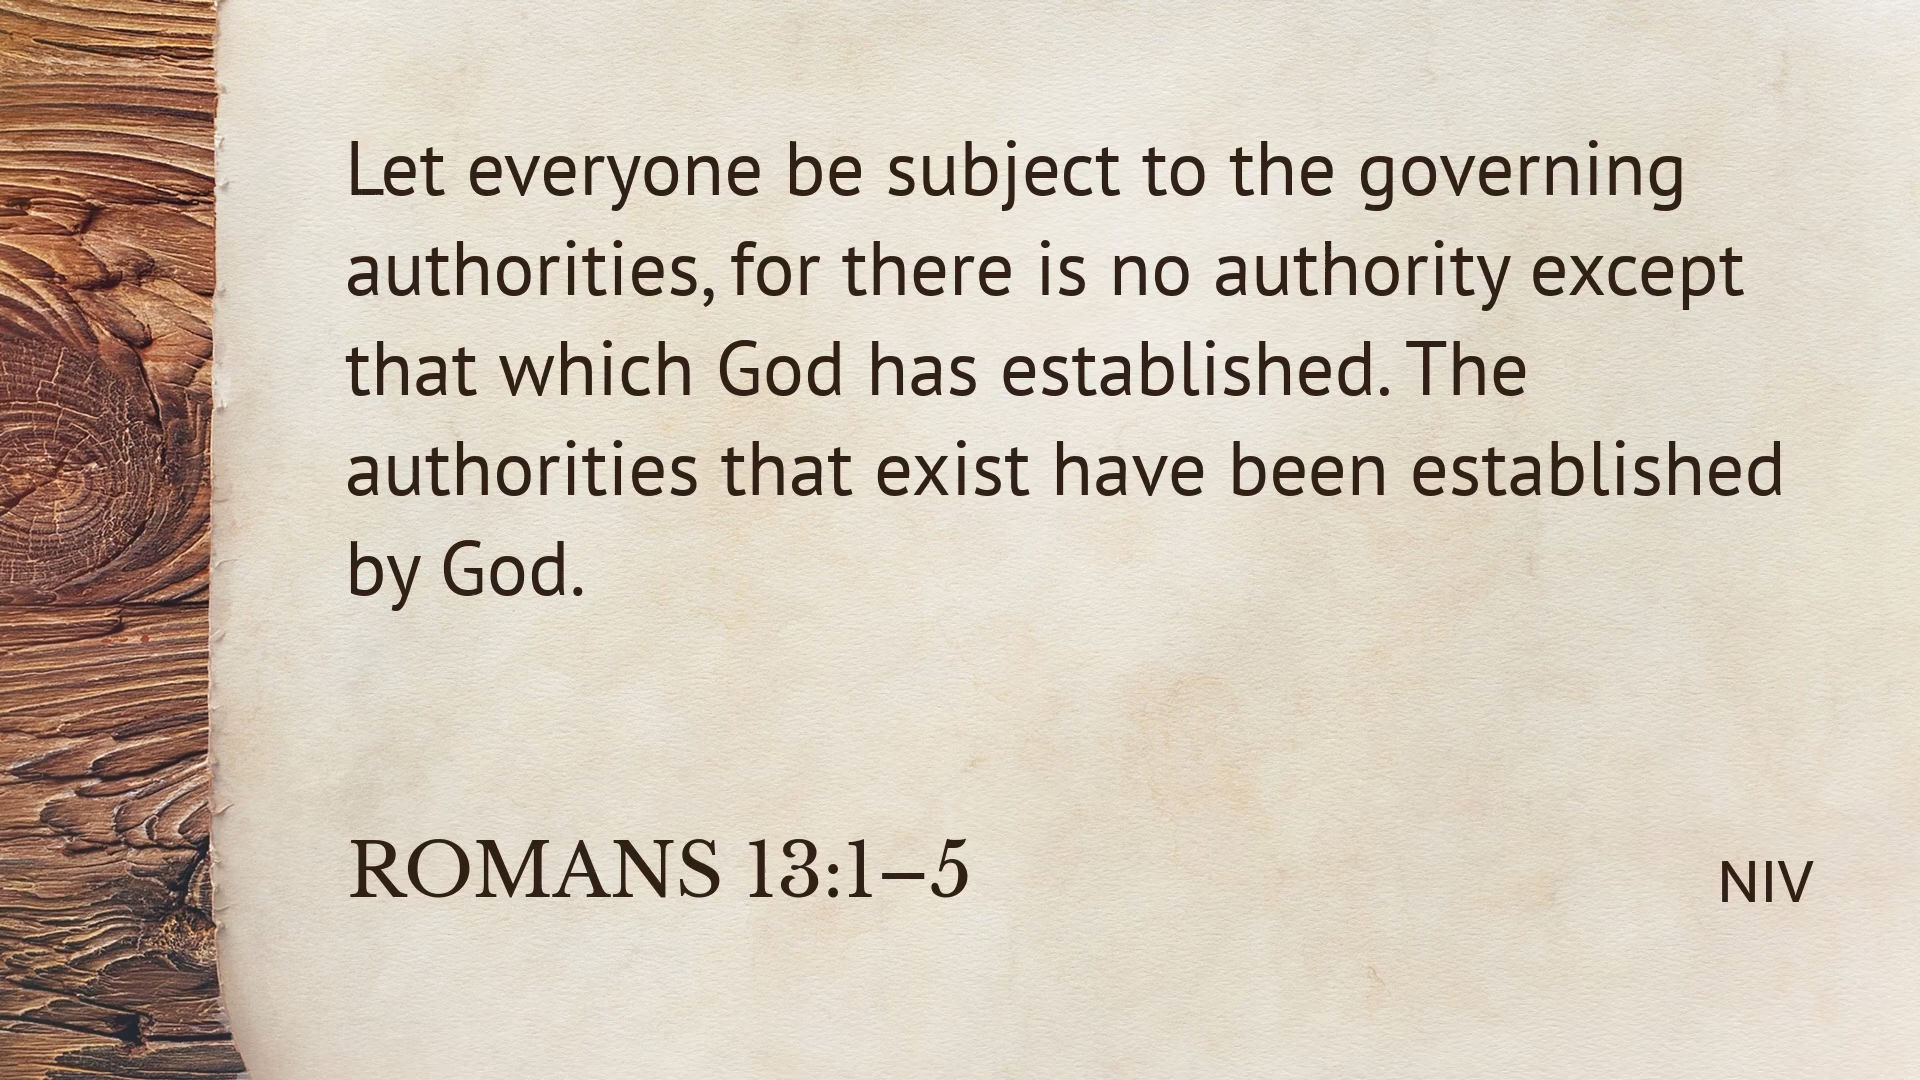 Let everyone be subject to the governing
authorities, for there is no authority except
that which God has established. The
authorities that exist have been established
by God.
ROMANS 13:1–5
NIV